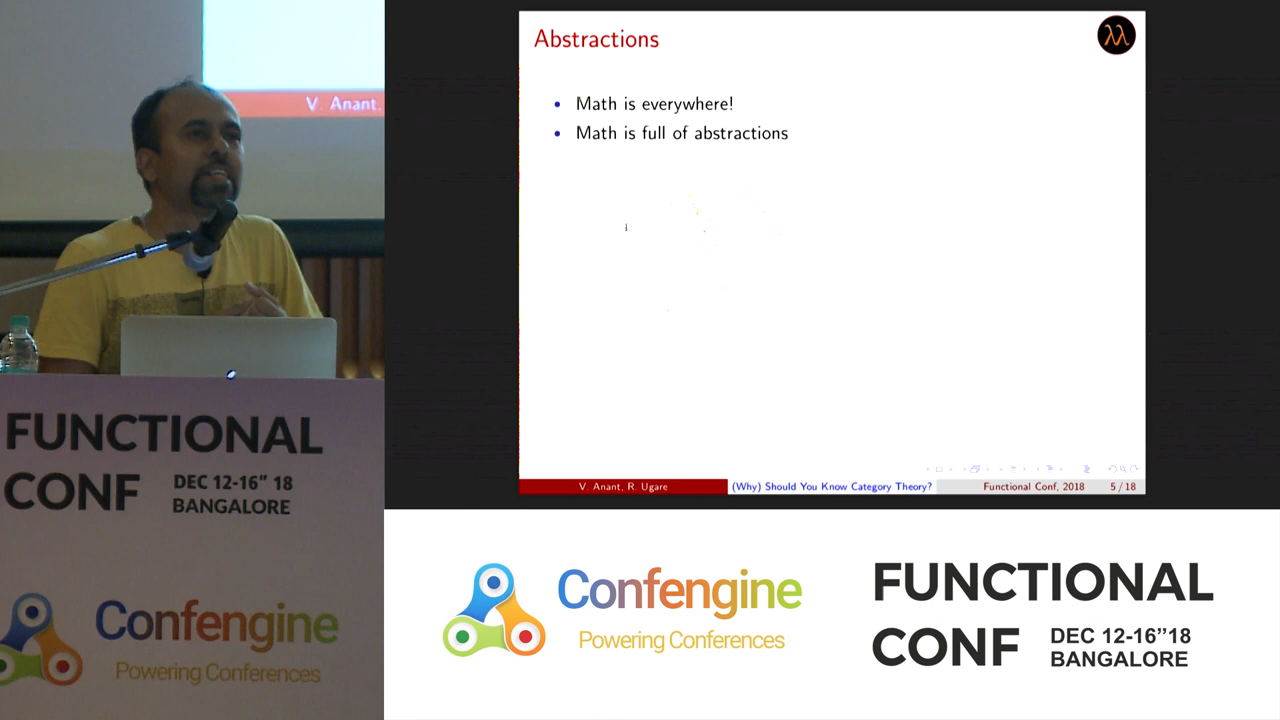 V. Anant,
FUNCTIONAL
CONF
DEC 12-16" 18
BANGALORE
Confengine
Powering Conferences
Abstractions
λλ
• Math is everywhere!
• Math is full of abstractions
V. Anant, R. Ugare
(Why) Should You Know Category Theory?
Functional Conf, 2018
5 / 18
Confengine
Powering Conferences
FUNCTIONAL
CONF
DEC 12-16"18
BANGALORE